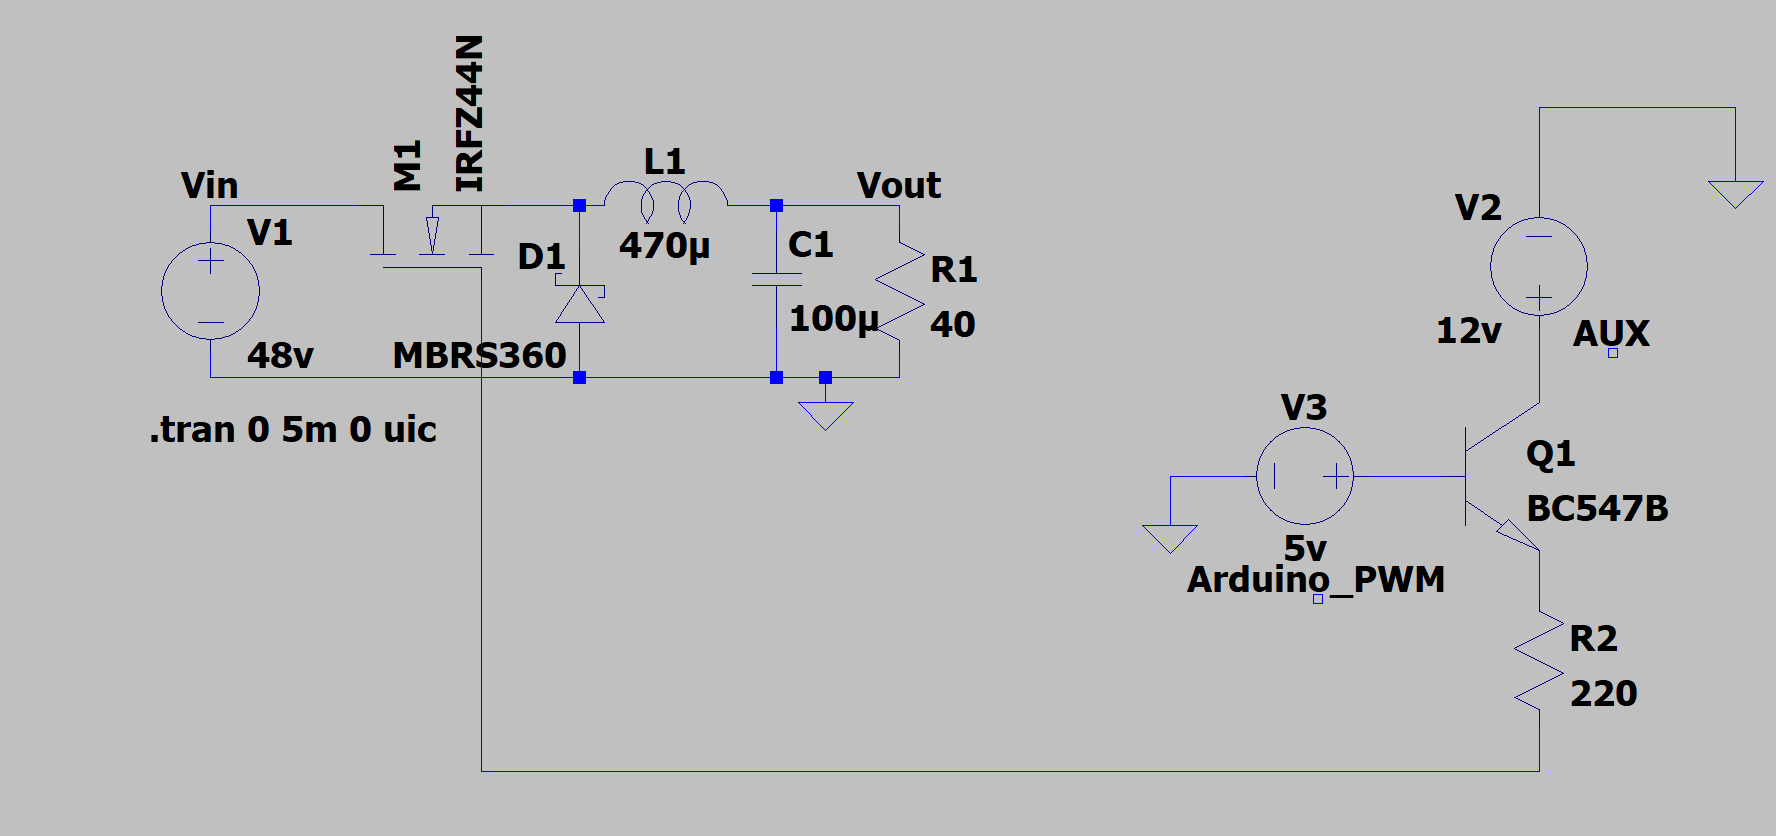 IRFZ44N
M1
L1
Vin
Vout
V1
470µ
C1
D1
R1
100µ
40
48v
MBRS360
.tran 0 5m 0 uic
V2
12v
AUX
V3
Q1
BC547B
5v
Arduino_PWM
R2
220